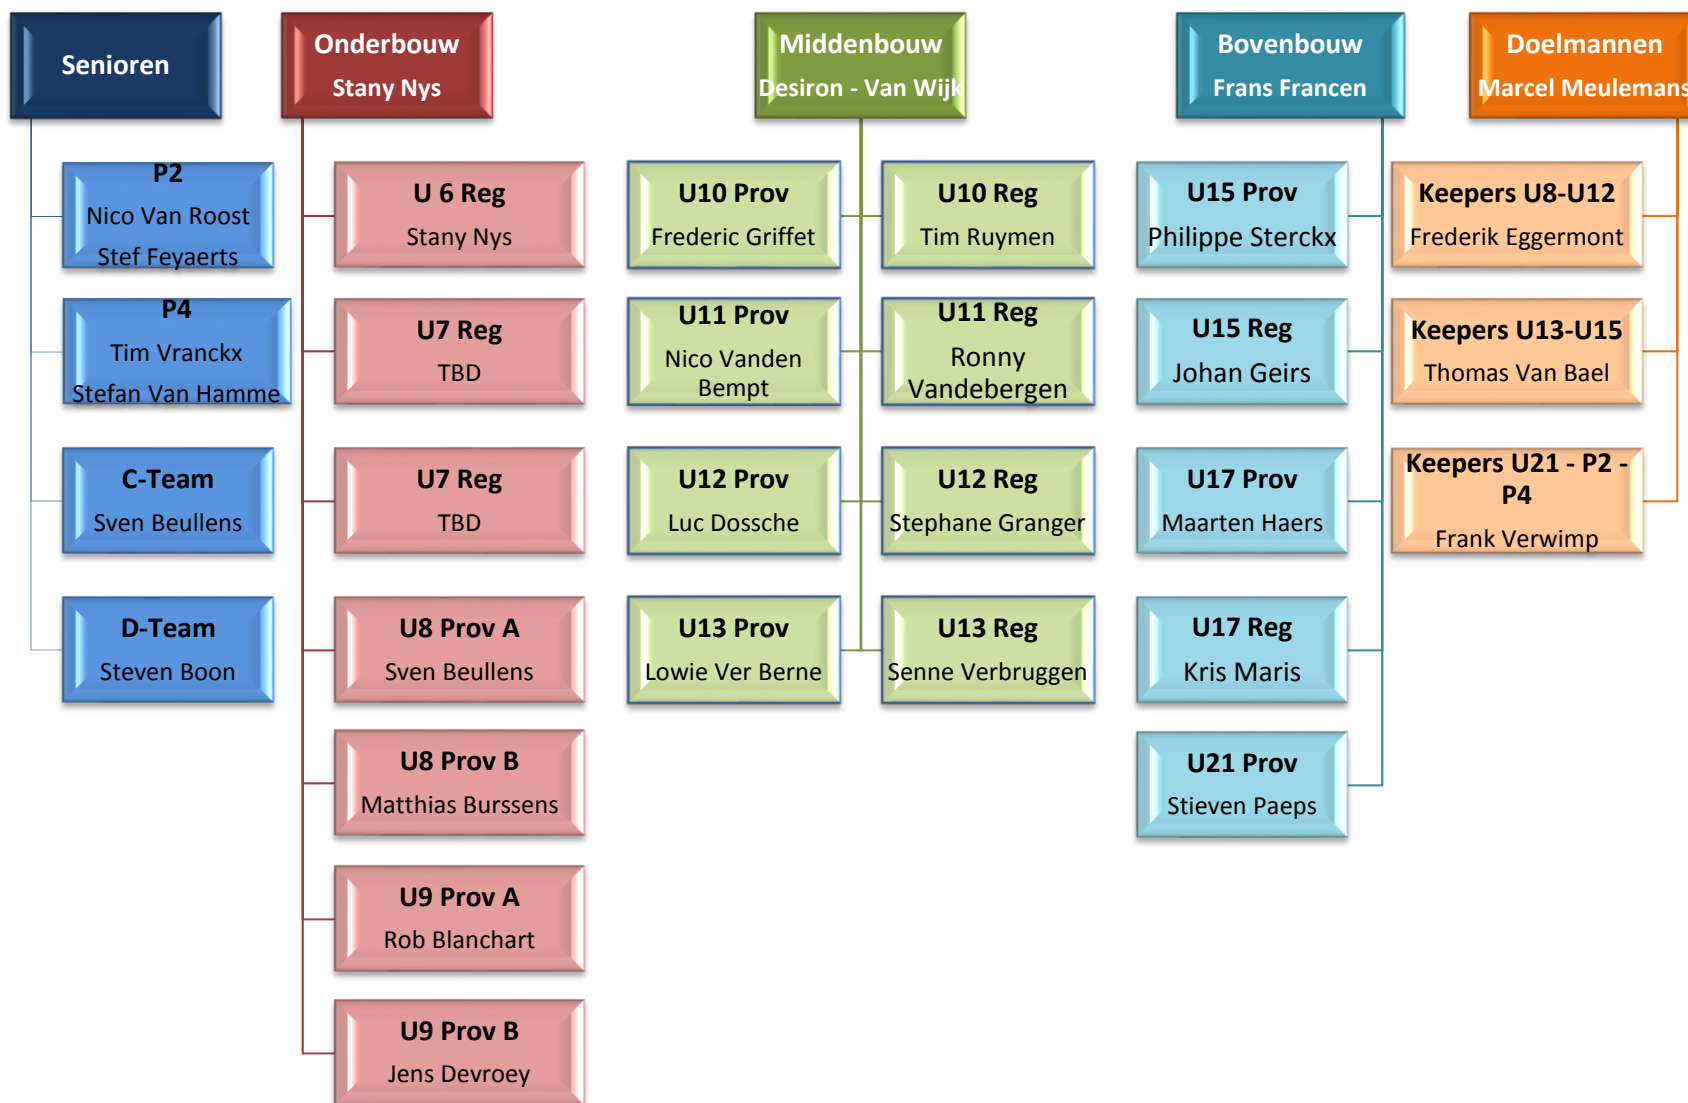 Senioren
P2
Nico Van Roost
Stef Feyaerts
P4
Tim Vranckx
Stefan Van Hamme
C-Team
Sven Beullens
D-Team
Steven Boon
Onderbouw
Stany Nys
U 6 Reg
Stany Nys
U7 Reg
TBD
U7 Reg
TBD
U8 Prov A
Sven Beullens
U8 Prov B
Matthias Burssens
U9 Prov A
Rob Blanchart
U9 Prov B
Jens Devroey
Middenbouw
Desiron - Van Wijk
U10 Prov
Frederic Griffet
U10 Reg
Tim Ruymen
U11 Prov
Nico Vanden
Bempt
U11 Reg
Ronny
Vandebergen
U12 Prov
Luc Dossche
U12 Reg
Stephane Granger
U13 Prov
Lowie Ver Berne
U13 Reg
Senne Verbruggen
Bovenbouw
Frans Francen
U15 Prov
Philippe Sterckx
U15 Reg
Johan Geirs
U17 Prov
Maarten Haers
U17 Reg
Kris Maris
U21 Prov
Stieven Paeps
Doelmannen
Marcel Meulemans
Keepers U8-U12
Frederik Eggermont
Keepers U13-U15
Thomas Van Bael
Keepers U21 - P2 -
P4
Frank Verwimp